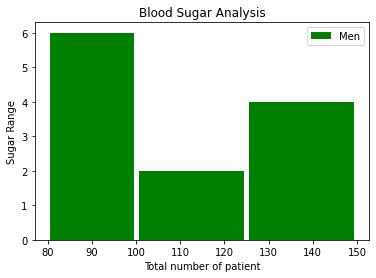 Blood Sugar Analysis
Men
Sugar Range
6
5
4
3
2
1
0
80 90 100 110 120 130 140 150
Total number of patient